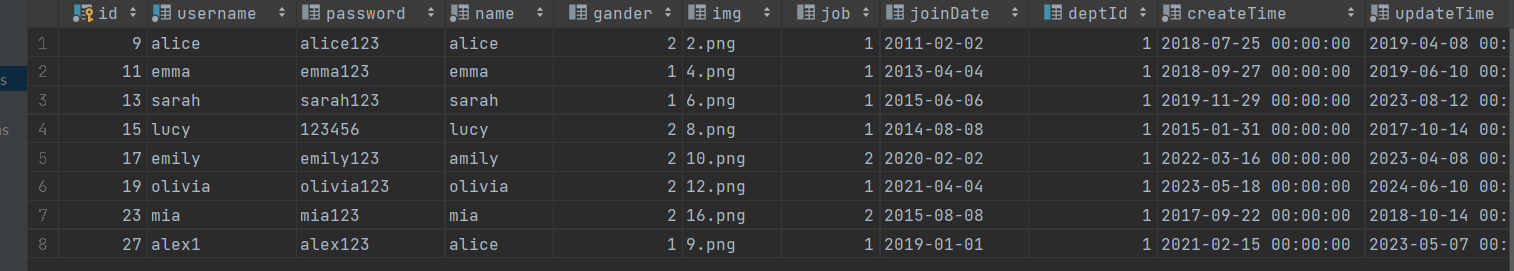 id username password name gander img job joinDate deptId createTime updateTime
1 9 alice alice123 alice 2 2.png 1 2011-02-02 1 2018-07-25 00:00:00 2019-04-08 00:
2 11 emma emma123 emma 1 4.png 1 2013-04-04 1 2018-09-27 00:00:00 2019-06-10 00:
s
3 13 sarah sarah123 sarah 1 6.png 1 2015-06-06 1 2019-11-29 00:00:00 2023-08-12 00:
4 15 lucy 123456 lucy 2 8.png 1 2014-08-08 1 2015-01-31 00:00:00 2017-10-14 00:
s
5 17 emily emily123 amily 2 10.png 2 2020-02-02 1 2022-03-16 00:00:00 2023-04-08 00:
6 19 olivia olivia123 olivia 2 12.png 1 2021-04-04 1 2023-05-18 00:00:00 2024-06-10 00:
7 23 mia mia123 mia 2 16.png 2 2015-08-08 1 2017-09-22 00:00:00 2018-10-14 00:
8 27 alex1 alex123 alice 1 9.png 1 2019-01-01 1 2021-02-15 00:00:00 2023-05-07 00: